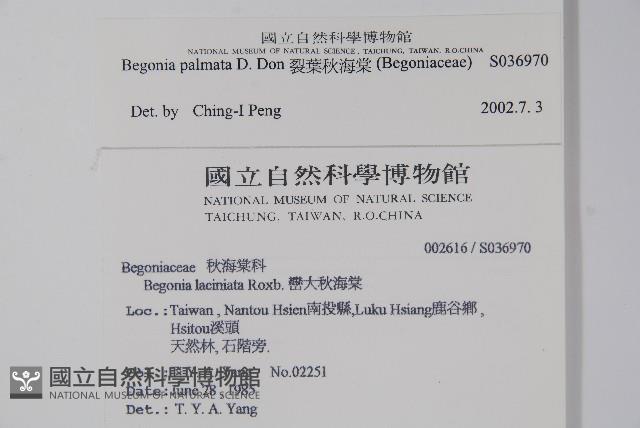 國立自然科學博物館
NATIONAL MUSEUM OF NATURAL SCIENCE, TAICHUNG, TAIWAN, R.O.CHINA
Begonia palmata D. Don 裂葉秋海棠 (Begoniaceae) S036970
Det. by Ching-I Peng 2002.7.3
國立自然科學博物館
NATIONAL MUSEUM OF NATURAL SCIENCE
TAICHUNG, TAIWAN, R.O.CHINA
002616 / S036970
Begoniaceae 秋海棠科
Begonia laciniata Roxb. 巒大秋海棠
Loc.: Taiwan, Nantou Hsien南投縣,Luku Hsiang鹿谷鄉,
Hsitou溪頭
天然林, 石階旁.
No.02251
Date: June 28, 1985
Det.: T. Y. A. Yang
國立自然科學博物館
NATIONAL MUSEUM OF NATURAL SCIENCE